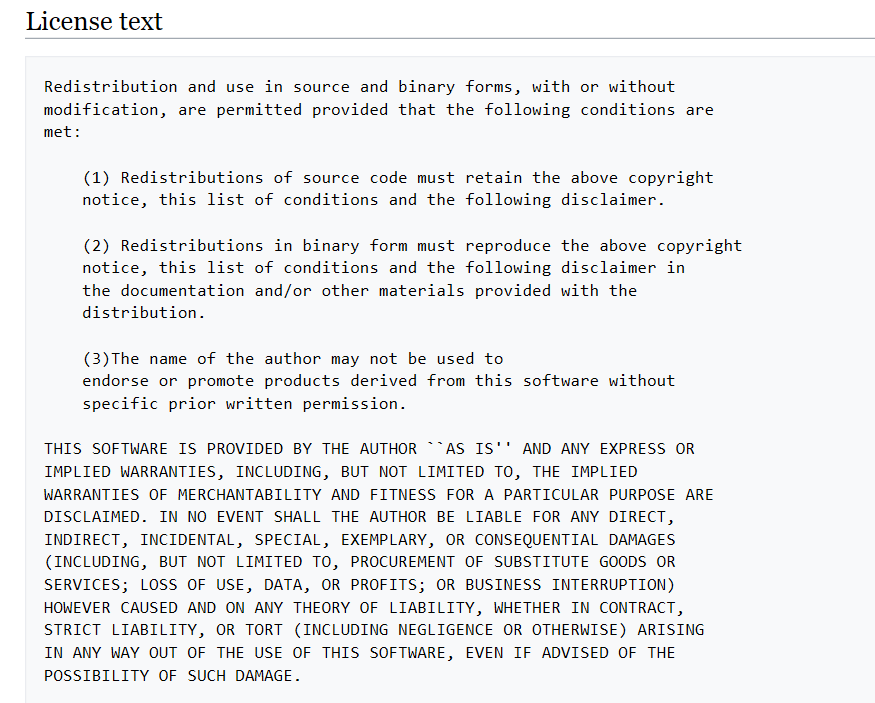 License text
Redistribution and use in source and binary forms, with or without
modification, are permitted provided that the following conditions are
met:
(1) Redistributions of source code must retain the above copyright
notice, this list of conditions and the following disclaimer.
(2) Redistributions in binary form must reproduce the above copyright
notice, this list of conditions and the following disclaimer in
the documentation and/or other materials provided with the
distribution.
(3)The name of the author may not be used to
endorse or promote products derived from this software without
specific prior written permission.
THIS SOFTWARE IS PROVIDED BY THE AUTHOR ``AS IS'' AND ANY EXPRESS OR
IMPLIED WARRANTIES, INCLUDING, BUT NOT LIMITED TO, THE IMPLIED
WARRANTIES OF MERCHANTABILITY AND FITNESS FOR A PARTICULAR PURPOSE ARE
DISCLAIMED. IN NO EVENT SHALL THE AUTHOR BE LIABLE FOR ANY DIRECT,
INDIRECT, INCIDENTAL, SPECIAL, EXEMPLARY, OR CONSEQUENTIAL DAMAGES
(INCLUDING, BUT NOT LIMITED TO, PROCUREMENT OF SUBSTITUTE GOODS OR
SERVICES; LOSS OF USE, DATA, OR PROFITS; OR BUSINESS INTERRUPTION)
HOWEVER CAUSED AND ON ANY THEORY OF LIABILITY, WHETHER IN CONTRACT,
STRICT LIABILITY, OR TORT (INCLUDING NEGLIGENCE OR OTHERWISE) ARISING
IN ANY WAY OUT OF THE USE OF THIS SOFTWARE, EVEN IF ADVISED OF THE
POSSIBILITY OF SUCH DAMAGE.